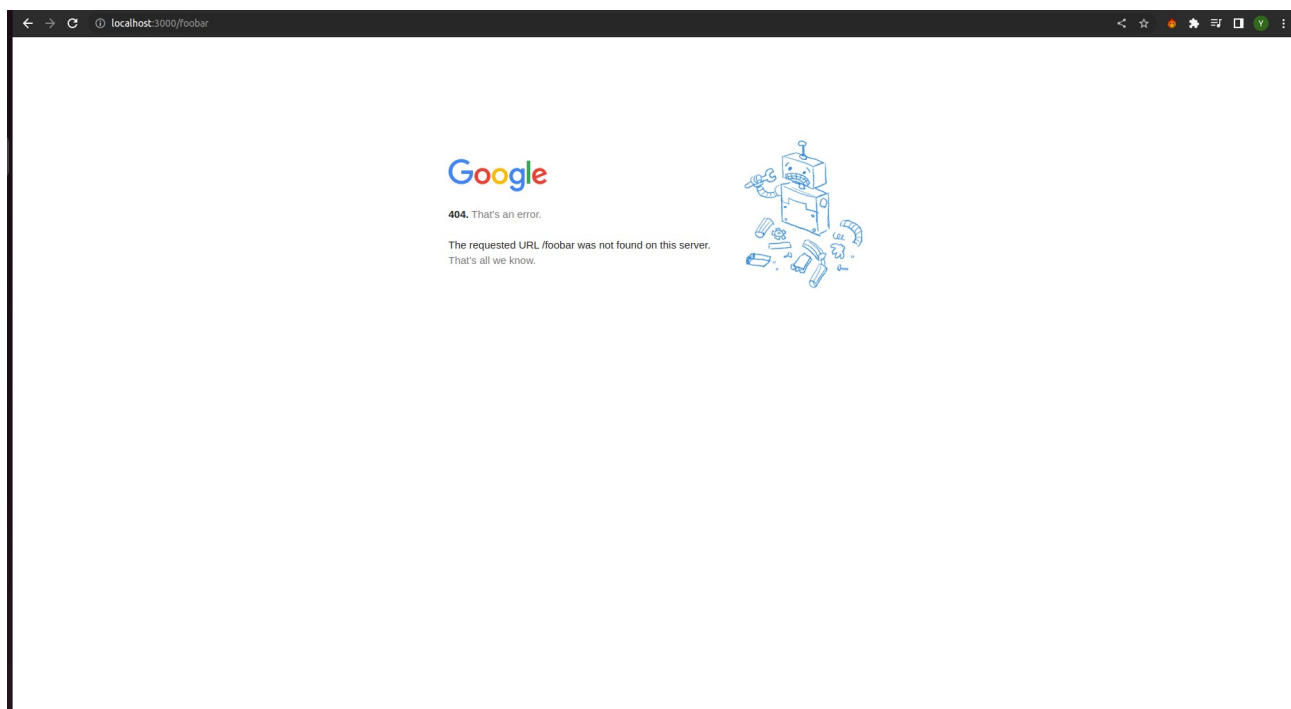 localhost:3000/foobar
Y
Google
404. That's an error.
The requested URL /foobar was not found on this server.
That's all we know.